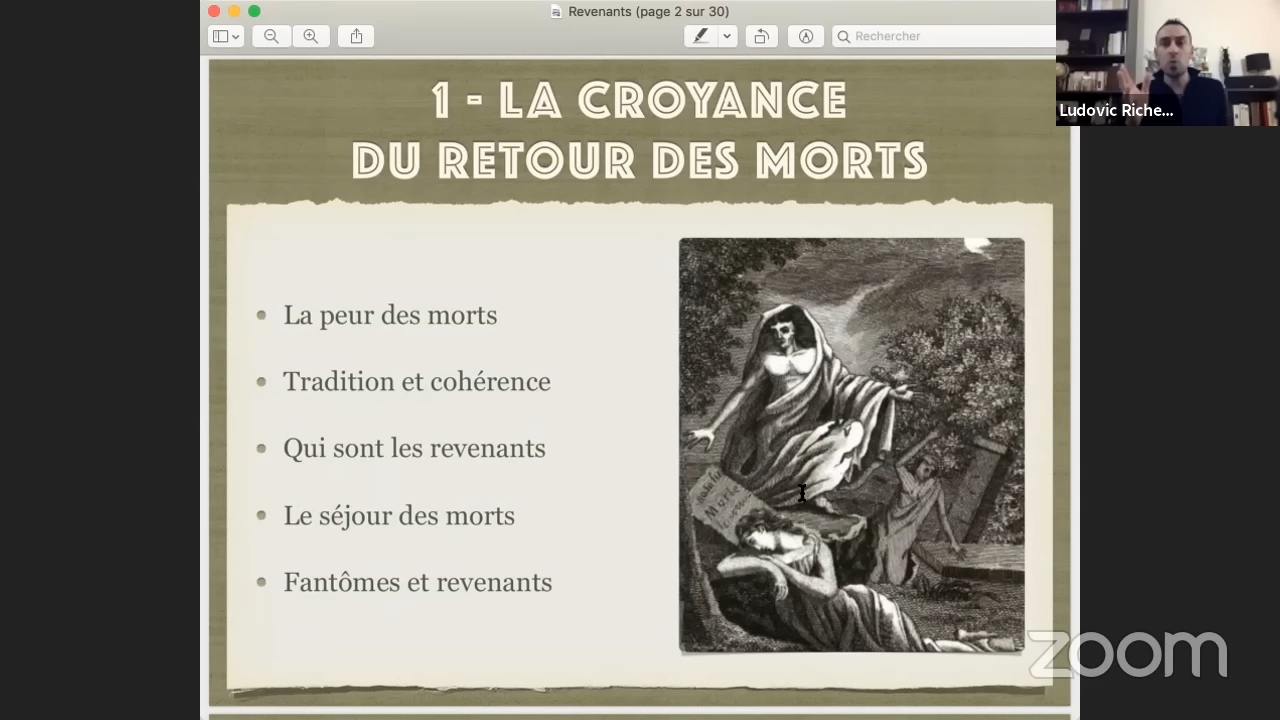 Revenants (page 2 sur 30)
Rechercher
Ludovic Riche...
1 - LA CROYANCE
DU RETOUR DES MORTS
La peur des morts
Tradition et cohérence
Qui sont les revenants
Le séjour des morts
Fantômes et revenants
Morte
zoom